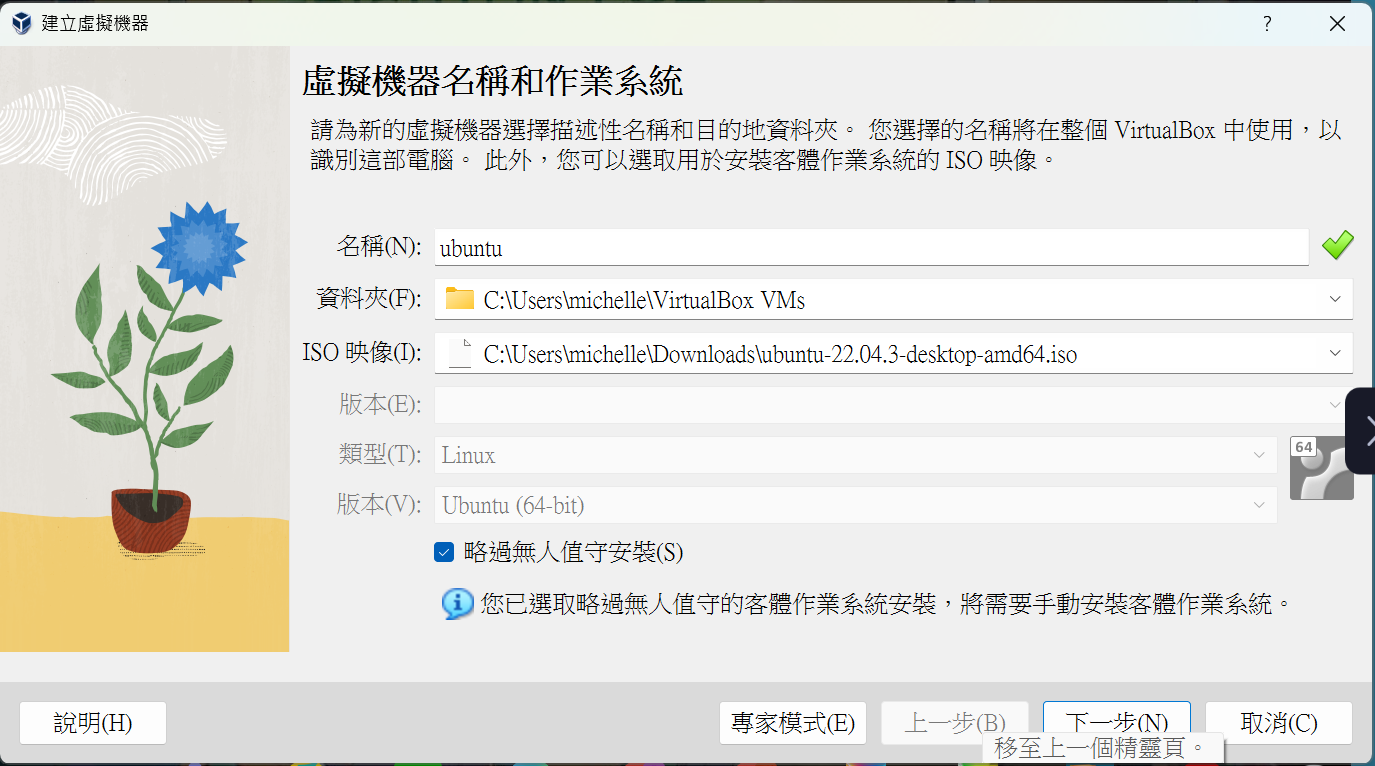 建立虛擬機器
?
虛擬機器名稱和作業系統
請為新的虛擬機器選擇描述性名稱和目的地資料夾。 您選擇的名稱將在整個 VirtualBox 中使用，以
識別這部電腦。 此外，您可以選取用於安裝客體作業系統的 ISO 映像。
名稱(N): ubuntu
資料夾(F): C:\Users\michelle\VirtualBox VMs
ISO 映像(I): C:\Users\michelle\Downloads\ubuntu-22.04.3-desktop-amd64.iso
版本(E):
類型(T): Linux
64
版本(V): Ubuntu (64-bit)
略過無人值守安裝(S)
您已選取略過無人值守的客體作業系統安裝，將需要手動安裝客體作業系統。
說明(H) 專家模式(E) 上一步(B) 下一步(N) 取消(C)
移至上一個精靈頁。